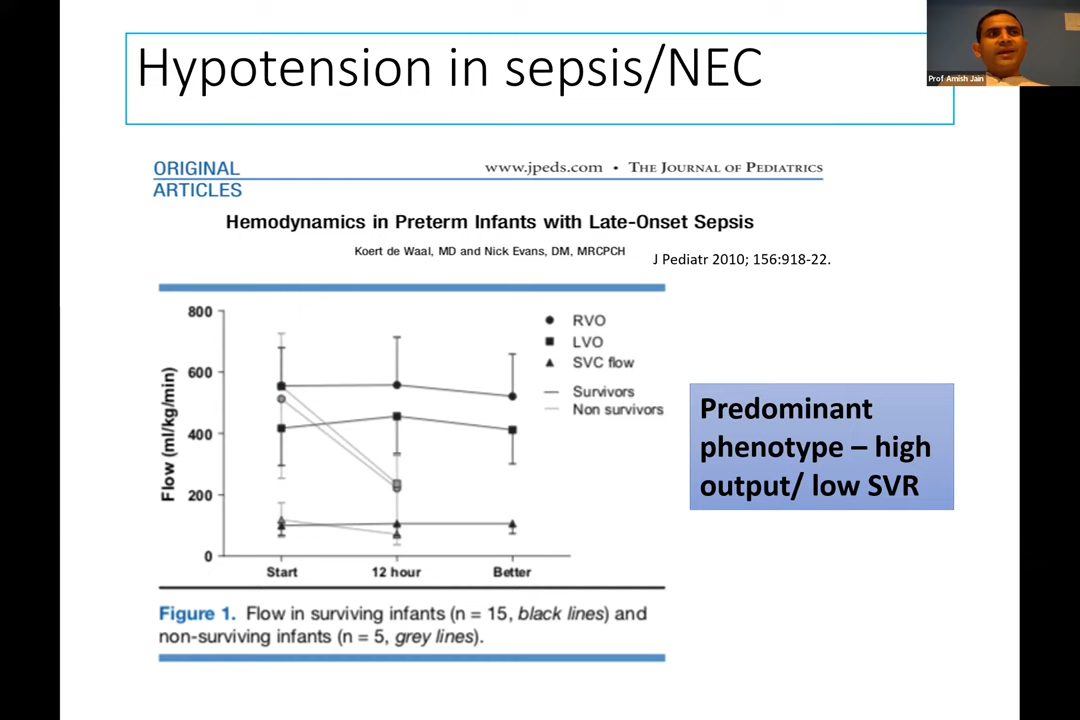 Hypotension in sepsis/NEC
Prof Amish Jain
ORIGINAL
ARTICLES
www.jpeds.com • THE JOURNAL OF PEDIATRICS
Hemodynamics in Preterm Infants with Late-Onset Sepsis
Koert de Waal, MD and Nick Evans, DM, MRCPCH
J Pediatr 2010; 156:918-22.
800
600
400
200
0
Flow (ml/kg/min)
RVO
LVO
SVC flow
Survivors
Non survivors
Start
12 hour
Better
Predominant
phenotype – high
output/ low SVR
Figure 1. Flow in surviving infants (n = 15, black lines) and
non-surviving infants (n = 5, grey lines).